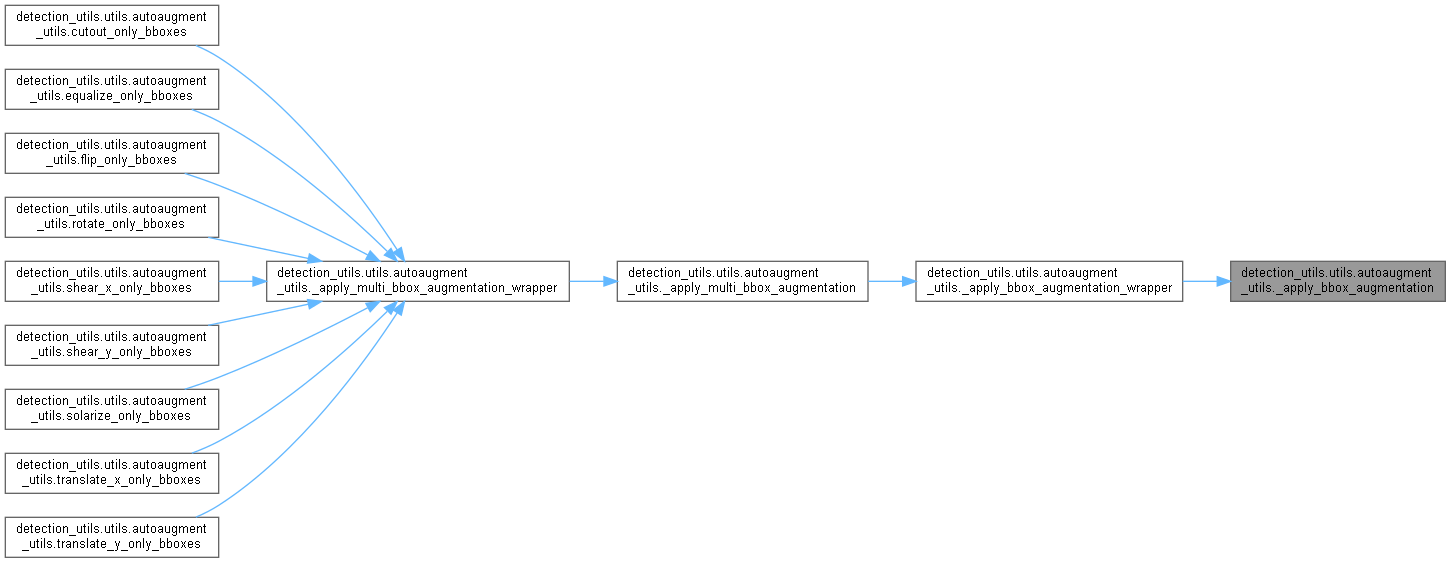 detection_utils.utils.autoaugment
_utils.cutout_only_bboxes
detection_utils.utils.autoaugment
_utils.equalize_only_bboxes
detection_utils.utils.autoaugment
_utils.flip_only_bboxes
detection_utils.utils.autoaugment
_utils.rotate_only_bboxes
detection_utils.utils.autoaugment
_utils.shear_x_only_bboxes
detection_utils.utils.autoaugment
_utils.shear_y_only_bboxes
detection_utils.utils.autoaugment
_utils.solarize_only_bboxes
detection_utils.utils.autoaugment
_utils.translate_x_only_bboxes
detection_utils.utils.autoaugment
_utils.translate_y_only_bboxes
detection_utils.utils.autoaugment
_utils._apply_multi_bbox_augmentation_wrapper
detection_utils.utils.autoaugment
_utils._apply_multi_bbox_augmentation
detection_utils.utils.autoaugment
_utils._apply_bbox_augmentation_wrapper
detection_utils.utils.autoaugment
_utils._apply_bbox_augmentation